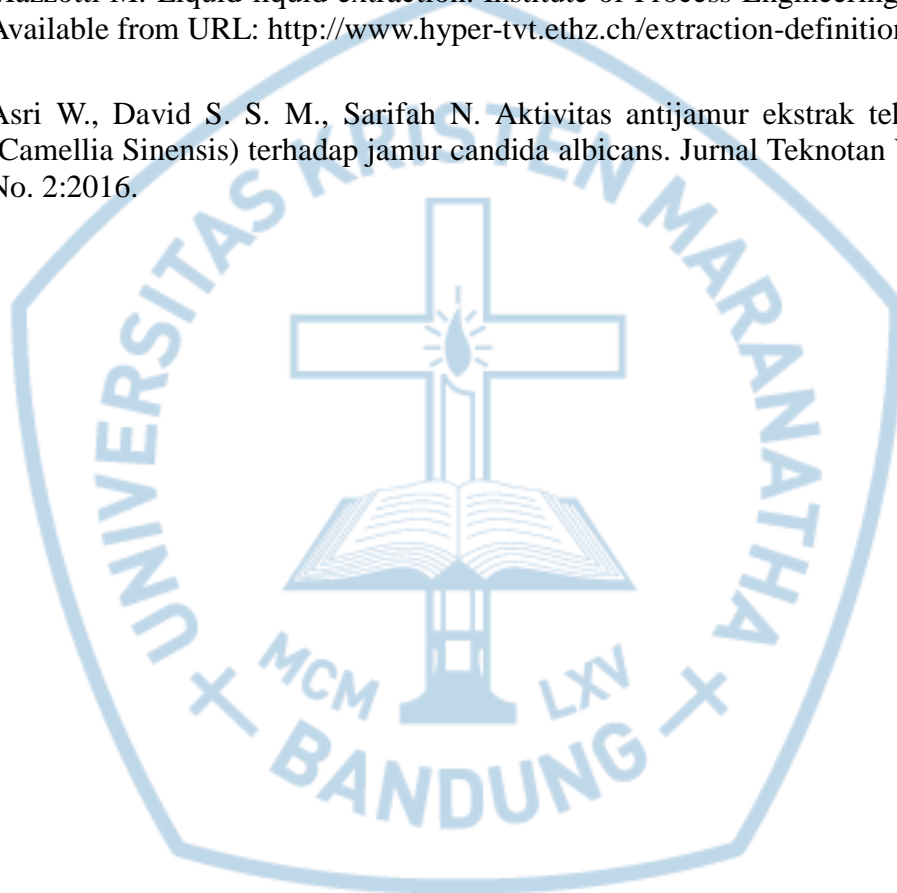 Mazzotti M. Liquid-liquid extraction. Institute of Process Engineering
Available from URL: http://www.hyper-tvt.ethz.ch/extraction-definition
Asri W., David S. S. M., Sarifah N. Aktivitas antijamur ekstrak
(Camellia Sinensis) terhadap jamur candida albicans. Jurnal Teknotan
No. 2:2016.
UNIVERSITAS KRISTEN MARANATHA
MCM LXV
BANDUNG